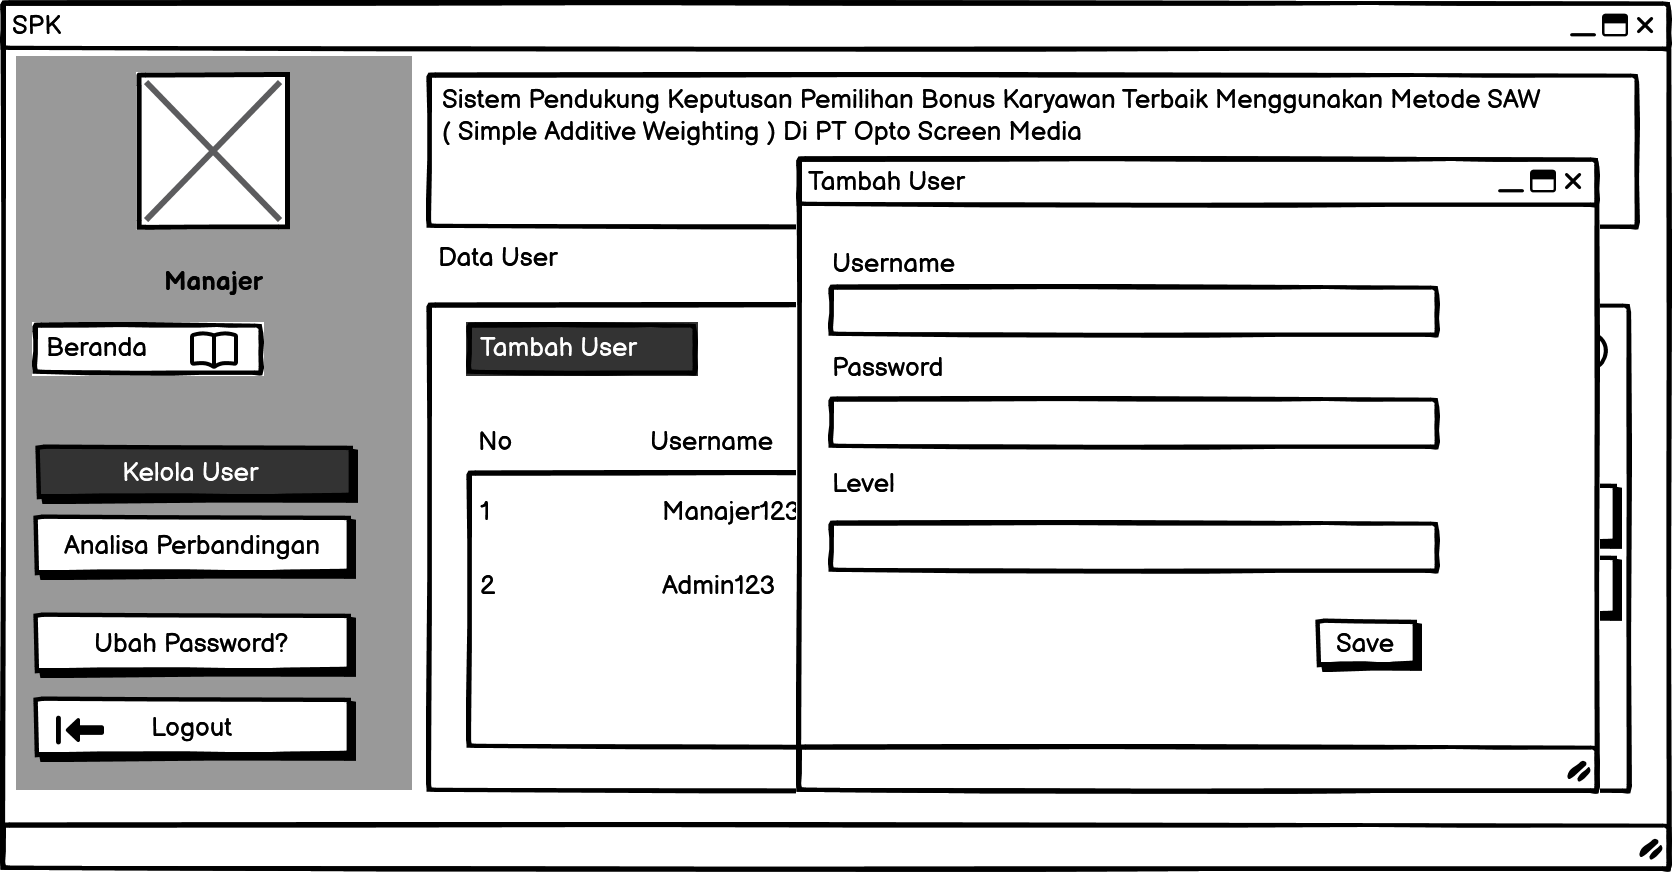 SPK
Manajer
Beranda
Kelola User
Analisa Perbandingan
Ubah Password?
Logout
Sistem Pendukung Keputusan Pemilihan Bonus Karyawan Terbaik Menggunakan Metode SAW
( Simple Additive Weighting ) Di PT Opto Screen Media
Data User
Tambah User
No Username
1 Manajer123
2 Admin123
Tambah User
Username
Password
Level
Save